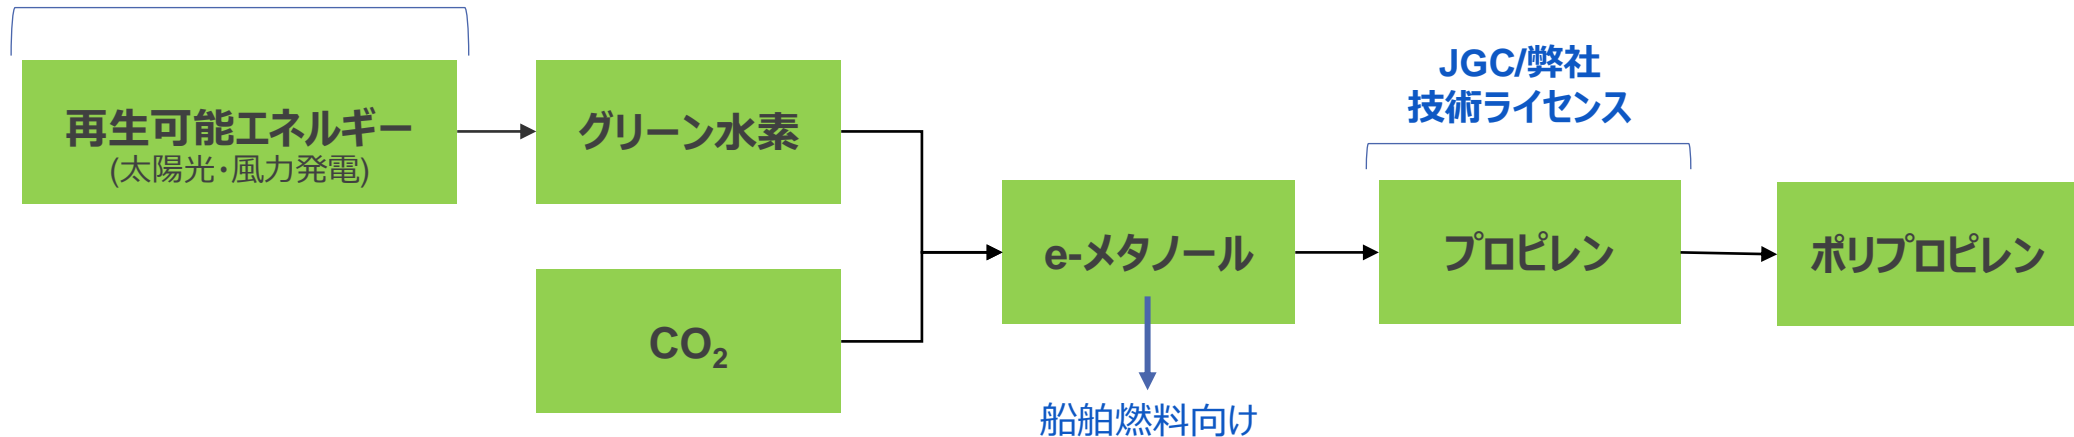 再生可能エネルギー
(太陽光・風力発電)
グリーン水素
CO₂
e-メタノール
船舶燃料向け
JGC/弊社
技術ライセンス
プロピレン
ポリプロピレン